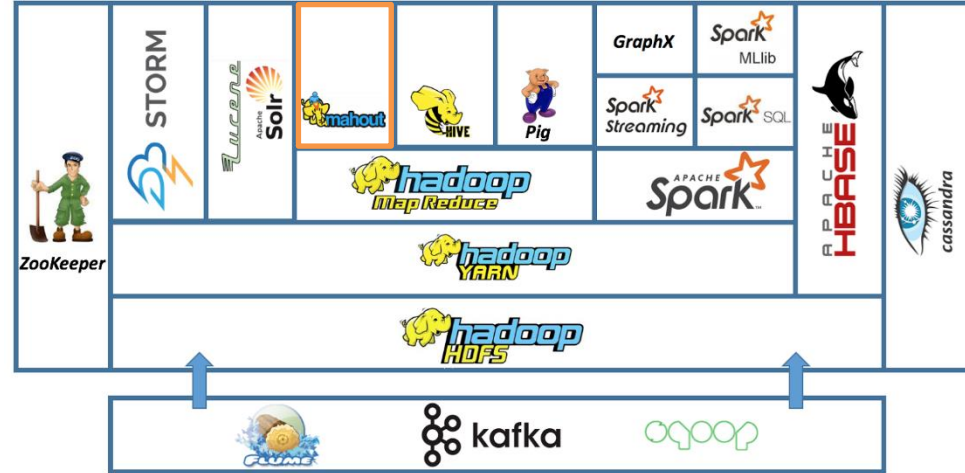 ZooKeeper
STORM
Lucene
Apache
Solr
mahout
HIVE
Pig
GraphX
Spark
MLlib
Spark
Streaming
Spark SQL
hadoop
Map Reduce
APACHE
Spark™
APACHE
HBASE
cassandra
hadoop
YARN
hadoop
HDFS
FLUME
kafka
sqoop